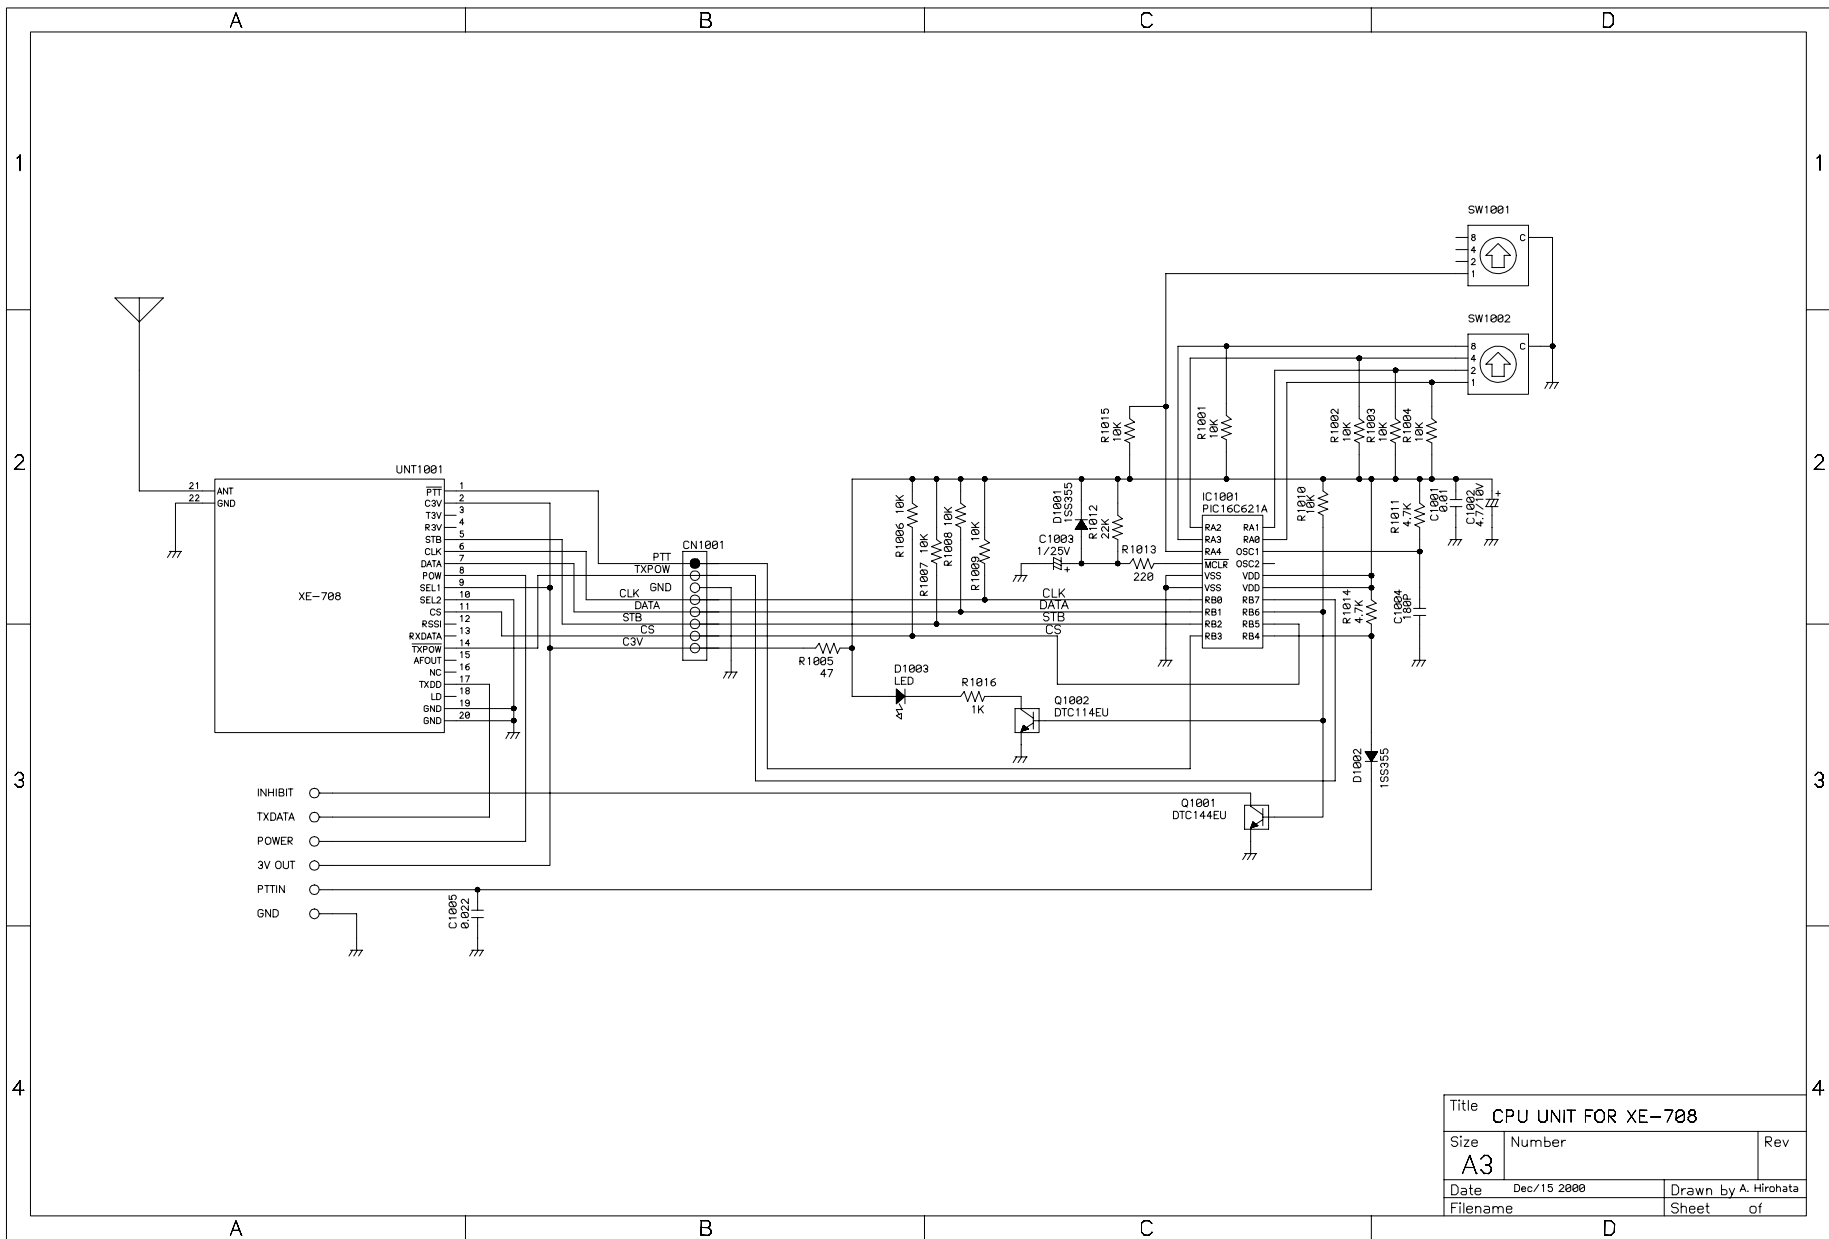 A B C D
1 1
SW1001
8 C
4
2
1
SW1002
8 C
4
2
1
R1015 10K
R1001 10K
R1002 10K
R1003 10K
R1004 10K
2 2
UNT1001
21 ANT
22 GND
XE-708
PTT 1
C3V 2
T3V 3
R3V 4
STB 5
CLK 6
DATA 7
POW 8
SEL1 9
SEL2 10
CS 11
RSSI 12
RXDATA 13
TXPOW 14
AFOUT 15
NC 16
TXDD 17
LD 18
GND 19
GND 20
CN1001
PTT
TXPOW
GND
CLK
DATA
STB
CS
C3V
R1006 10K
R1007 10K
R1008 10K
R1009 10K
D1001 1SS355
R1012 22K
C1003
1/25V
R1013
220
CLK
DATA
STB
CS
IC1001
PIC16C621A
RA2 RA1
RA3 RA0
RA4 OSC1
MCLR OSC2
VSS VDD
VSS VDD
RB0 RB7
RB1 RB6
RB2 RB5
RB3 RB4
R1010 10K
R1011 4.7K
C1001 0.01
C1002 4.7/10V
R1014 4.7K
C1004 180P
R1005
47
D1003
LED
R1016
1K
Q1002
DTC114EU
D1002 1SS355
Q1001
DTC144EU
3 3
INHIBIT
TXDATA
POWER
3V OUT
PTTIN
GND
C1005 0.022
4 4
Title CPU UNIT FOR XE-708
Size Number Rev
A3
Date Dec/15 2000 Drawn by A. Hirohata
Filename Sheet of
A B C D